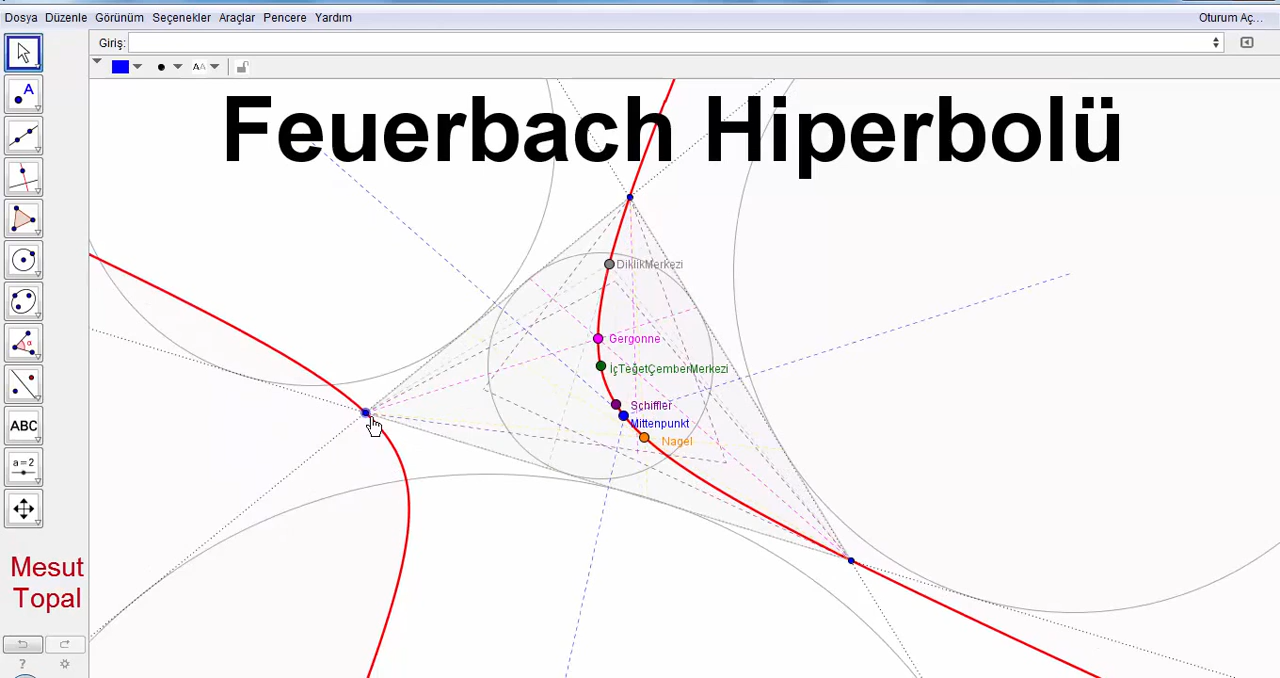 Dosya Düzenle Görünüm Seçenekler Araçlar Pencere Yardım Oturum Aç...
Giriş:
AA
Feuerbach Hiperbolü
A
DiklikMerkezi
Gergonne
α
İçTeğetÇemberMerkezi
Schiffler
Mittenpunkt
ABC
Nagel
a=2
Mesut
Topal
?